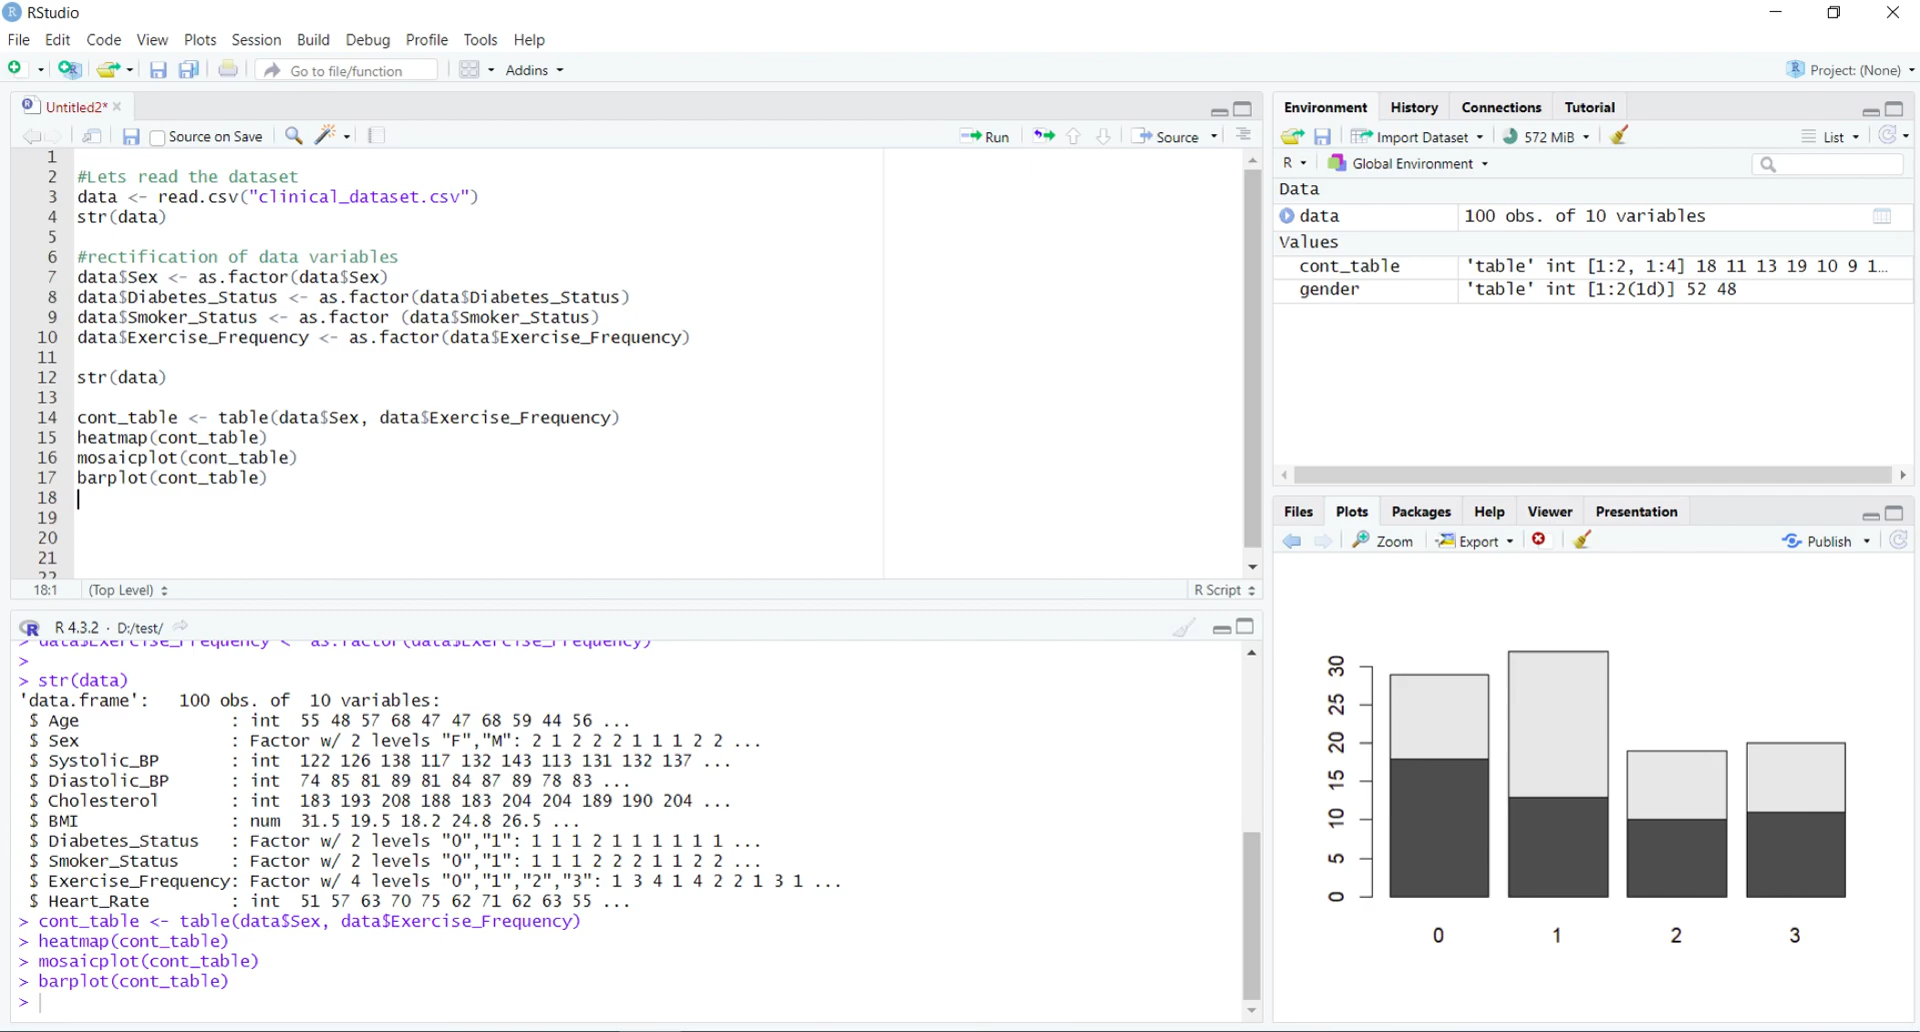 RStudio
File Edit Code View Plots Session Build Debug Profile Tools Help
Go to file/function Addins Project: (None)
Untitled2*
Source on Save Run Source
1
2 #Lets read the dataset
3 data <- read.csv("clinical_dataset.csv")
4 str(data)
5
6 #rectification of data variables
7 data$Sex <- as.factor(data$Sex)
8 data$Diabetes_Status <- as.factor(data$Diabetes_Status)
9 data$Smoker_Status <- as.factor (data$Smoker_Status)
10 data$Exercise_Frequency <- as.factor(data$Exercise_Frequency)
11
12 str(data)
13
14 cont_table <- table(data$Sex, data$Exercise_Frequency)
15 heatmap(cont_table)
16 mosaicplot(cont_table)
17 barplot(cont_table)
18
19
20
21
22
18:1 (Top Level) R Script
R 4.3.2 · D:/test/
> data$Exercise_Frequency <- as.factor(data$Exercise_Frequency)
>
> str(data)
'data.frame': 100 obs. of 10 variables:
$ Age : int 55 48 57 68 47 47 68 59 44 56 ...
$ Sex : Factor w/ 2 levels "F","M": 2 1 2 2 2 1 1 1 2 2 ...
$ Systolic_BP : int 122 126 138 117 132 143 113 131 132 137 ...
$ Diastolic_BP : int 74 85 81 89 81 84 87 89 78 83 ...
$ Cholesterol : int 183 193 208 188 183 204 204 189 190 204 ...
$ BMI : num 31.5 19.5 18.2 24.8 26.5 ...
$ Diabetes_Status : Factor w/ 2 levels "0","1": 1 1 1 2 1 1 1 1 1 1 ...
$ Smoker_Status : Factor w/ 2 levels "0","1": 1 1 1 2 2 2 1 1 2 2 ...
$ Exercise_Frequency: Factor w/ 4 levels "0","1","2","3": 1 3 4 1 4 2 2 1 3 1 ...
$ Heart_Rate : int 51 57 63 70 75 62 71 62 63 55 ...
> cont_table <- table(data$Sex, data$Exercise_Frequency)
> heatmap(cont_table)
> mosaicplot(cont_table)
> barplot(cont_table)
>
Environment History Connections Tutorial
Import Dataset 572 MiB List
R Global Environment
Data
data 100 obs. of 10 variables
Values
cont_table 'table' int [1:2, 1:4] 18 11 13 19 10 9 1...
gender 'table' int [1:2(1d)] 52 48
Files Plots Packages Help Viewer Presentation
Zoom Export Publish
30
25
20
15
10
5
0
0 1 2 3